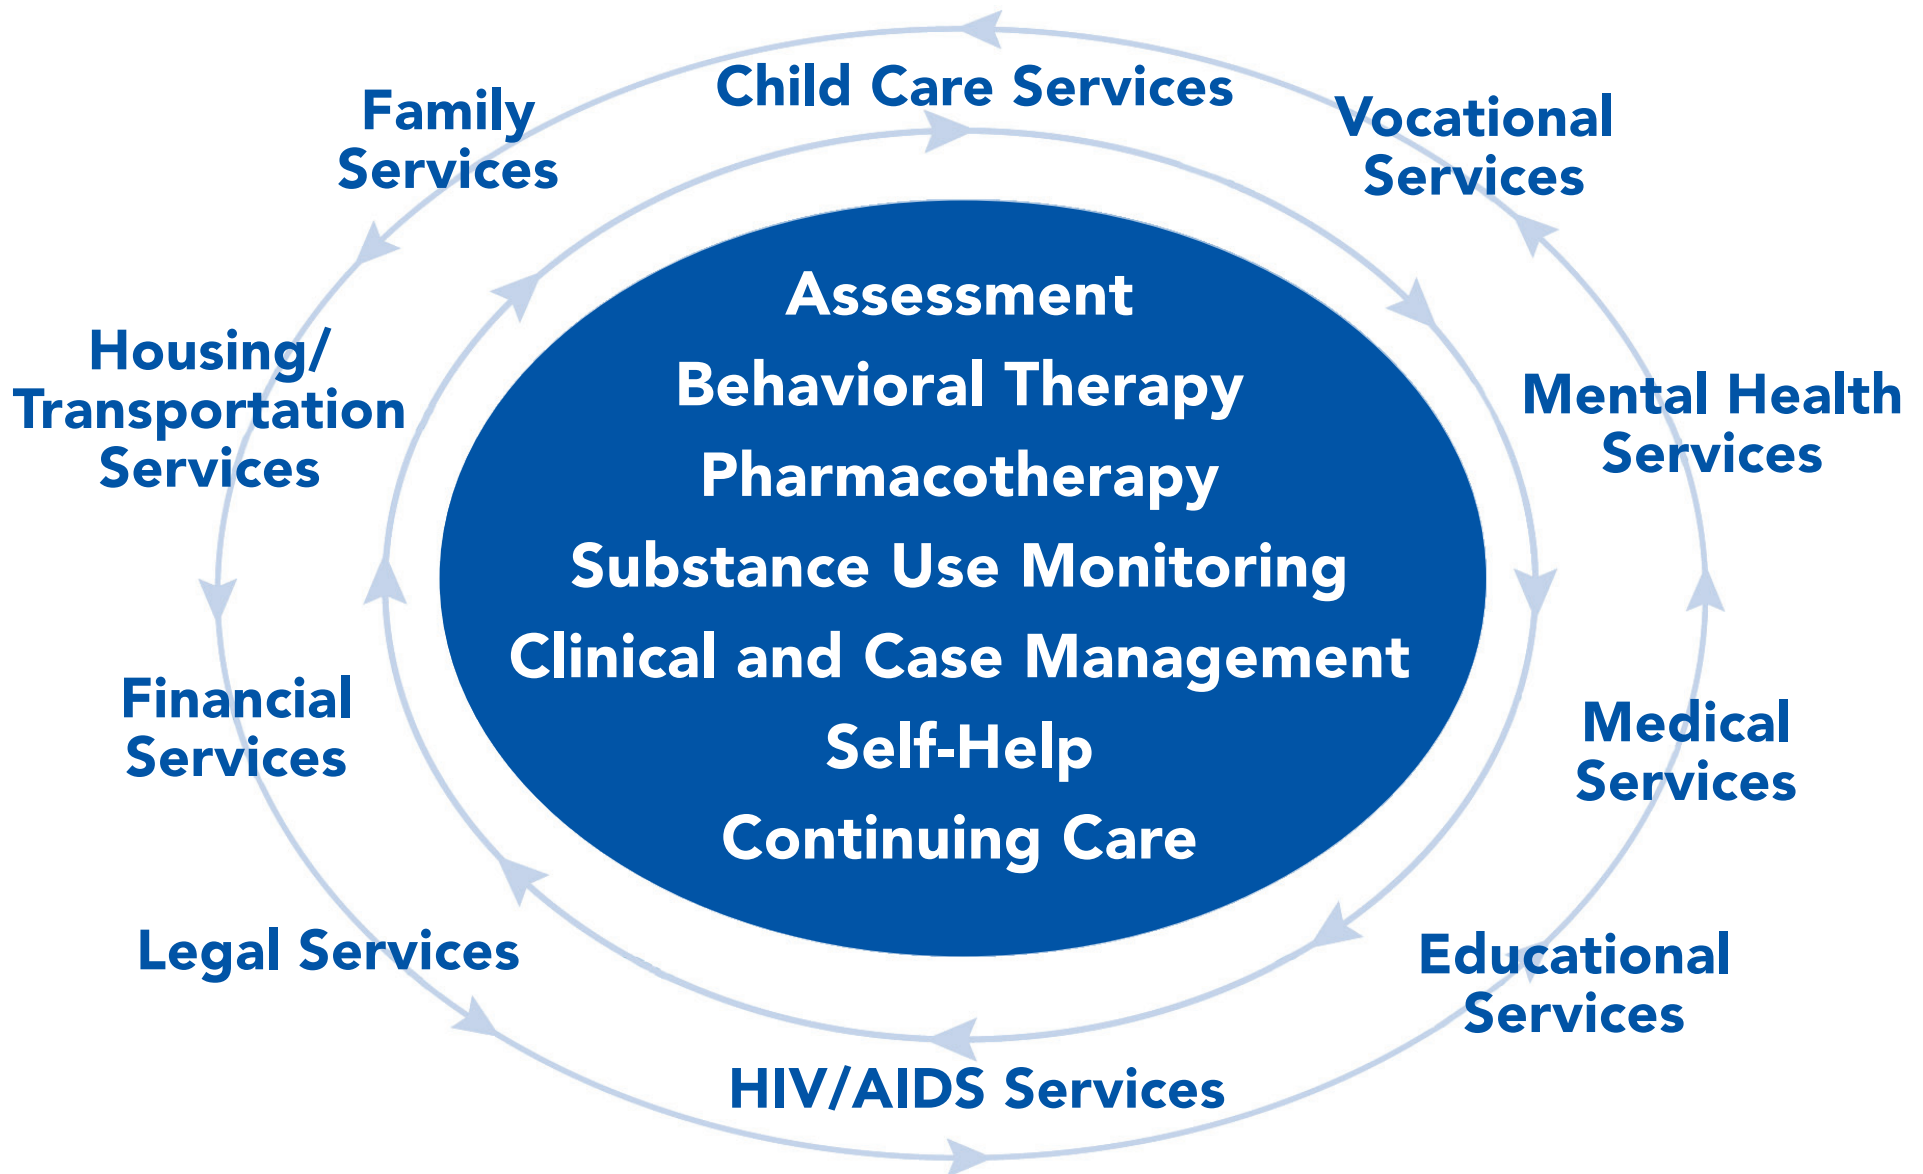 Child Care Services
Family
Services
Vocational
Services
Housing/
Transportation
Services
Mental Health
Services
Assessment
Behavioral Therapy
Pharmacotherapy
Substance Use Monitoring
Clinical and Case Management
Self-Help
Continuing Care
Financial
Services
Medical
Services
Legal Services
Educational
Services
HIV/AIDS Services